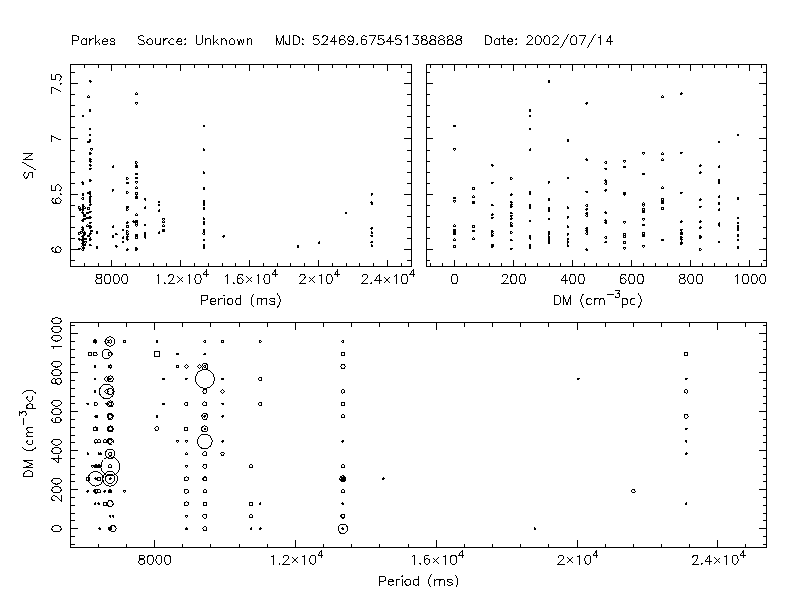 Parkes Source: Unknown MJD: 52469.675451388888 Date: 2002/07/14
7.5
7
6.5
6
S/N
8000 1.2×10⁴ 1.6×10⁴ 2×10⁴ 2.4×10⁴
Period (ms)
0 200 400 600 800 1000
DM (cm⁻³pc)
1000
800
600
400
200
0
DM (cm⁻³pc)
8000 1.2×10⁴ 1.6×10⁴ 2×10⁴ 2.4×10⁴
Period (ms)